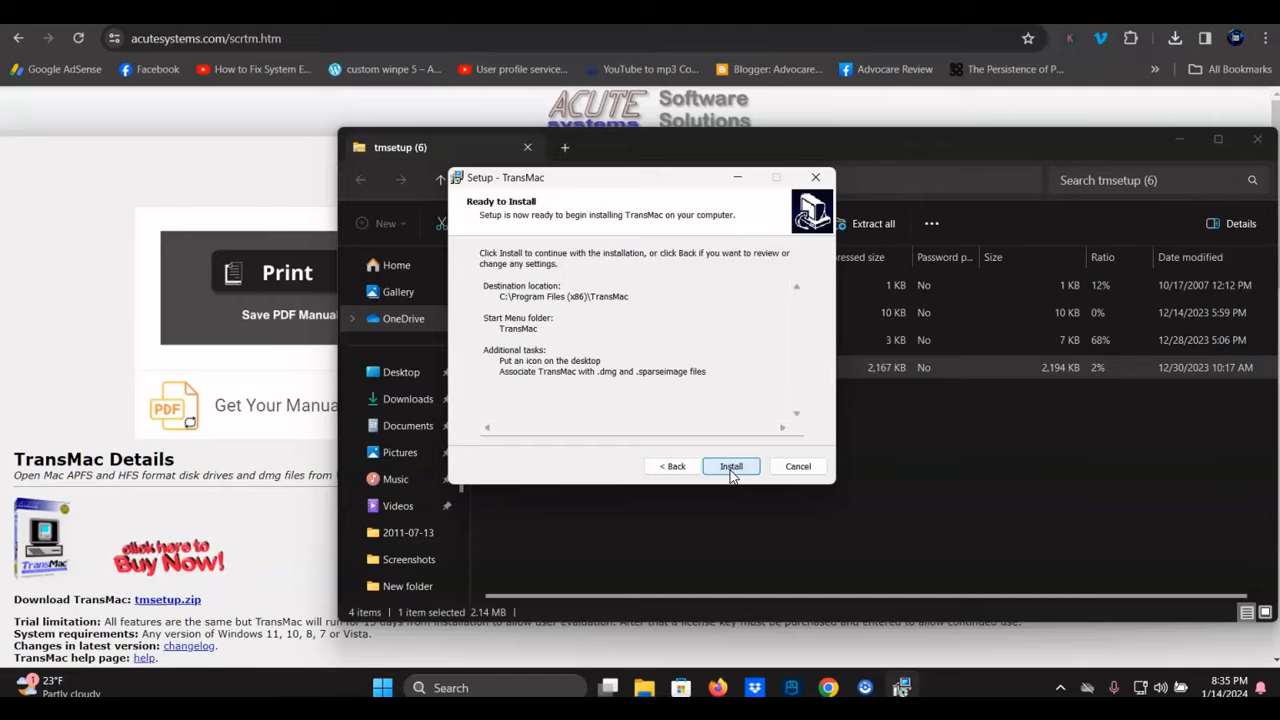 acutesystems.com/scrtm.htm
Google AdSense
Facebook
How to Fix System E...
custom winpe 5 – A...
User profile service...
YouTube to mp3 Co...
Blogger: Advocare...
Advocare Review
The Persistence of P...
»
All Bookmarks
ACUTE
systems
Software
Solutions
Print
Save PDF Manua
PDF
Get Your Manua
TransMac Details
Open Mac APFS and HFS format disk drives and dmg files from
TransMac
click here to
Buy Now!
Download TransMac: tmsetup.zip
Trial limitation: All features are the same but TransMac will run for 15 days from installation to allow user evaluation. After that a license key must be purchased and entered to allow continued use.
System requirements: Any version of Windows 11, 10, 8, 7 or Vista.
Changes in latest version: changelog.
TransMac help page: help.
tmsetup (6)
Search tmsetup (6)
New
Extract all
Details
Home
Gallery
OneDrive
Desktop
Downloads
Documents
Pictures
Music
Videos
2011-07-13
Screenshots
New folder
ressed size
Password p...
Size
Ratio
Date modified
1 KB No 1 KB 12% 10/17/2007 12:12 PM
10 KB No 10 KB 0% 12/14/2023 5:59 PM
3 KB No 7 KB 68% 12/28/2023 5:06 PM
2,167 KB No 2,194 KB 2% 12/30/2023 10:17 AM
4 items
1 item selected 2.14 MB
Setup - TransMac
Ready to Install
Setup is now ready to begin installing TransMac on your computer.
Click Install to continue with the installation, or click Back if you want to review or
change any settings.
Destination location:
C:\Program Files (x86)\TransMac
Start Menu folder:
TransMac
Additional tasks:
Put an icon on the desktop
Associate TransMac with .dmg and .sparseimage files
< Back
Install
Cancel
1
23°F
Partly cloudy
Search
8:35 PM
1/14/2024